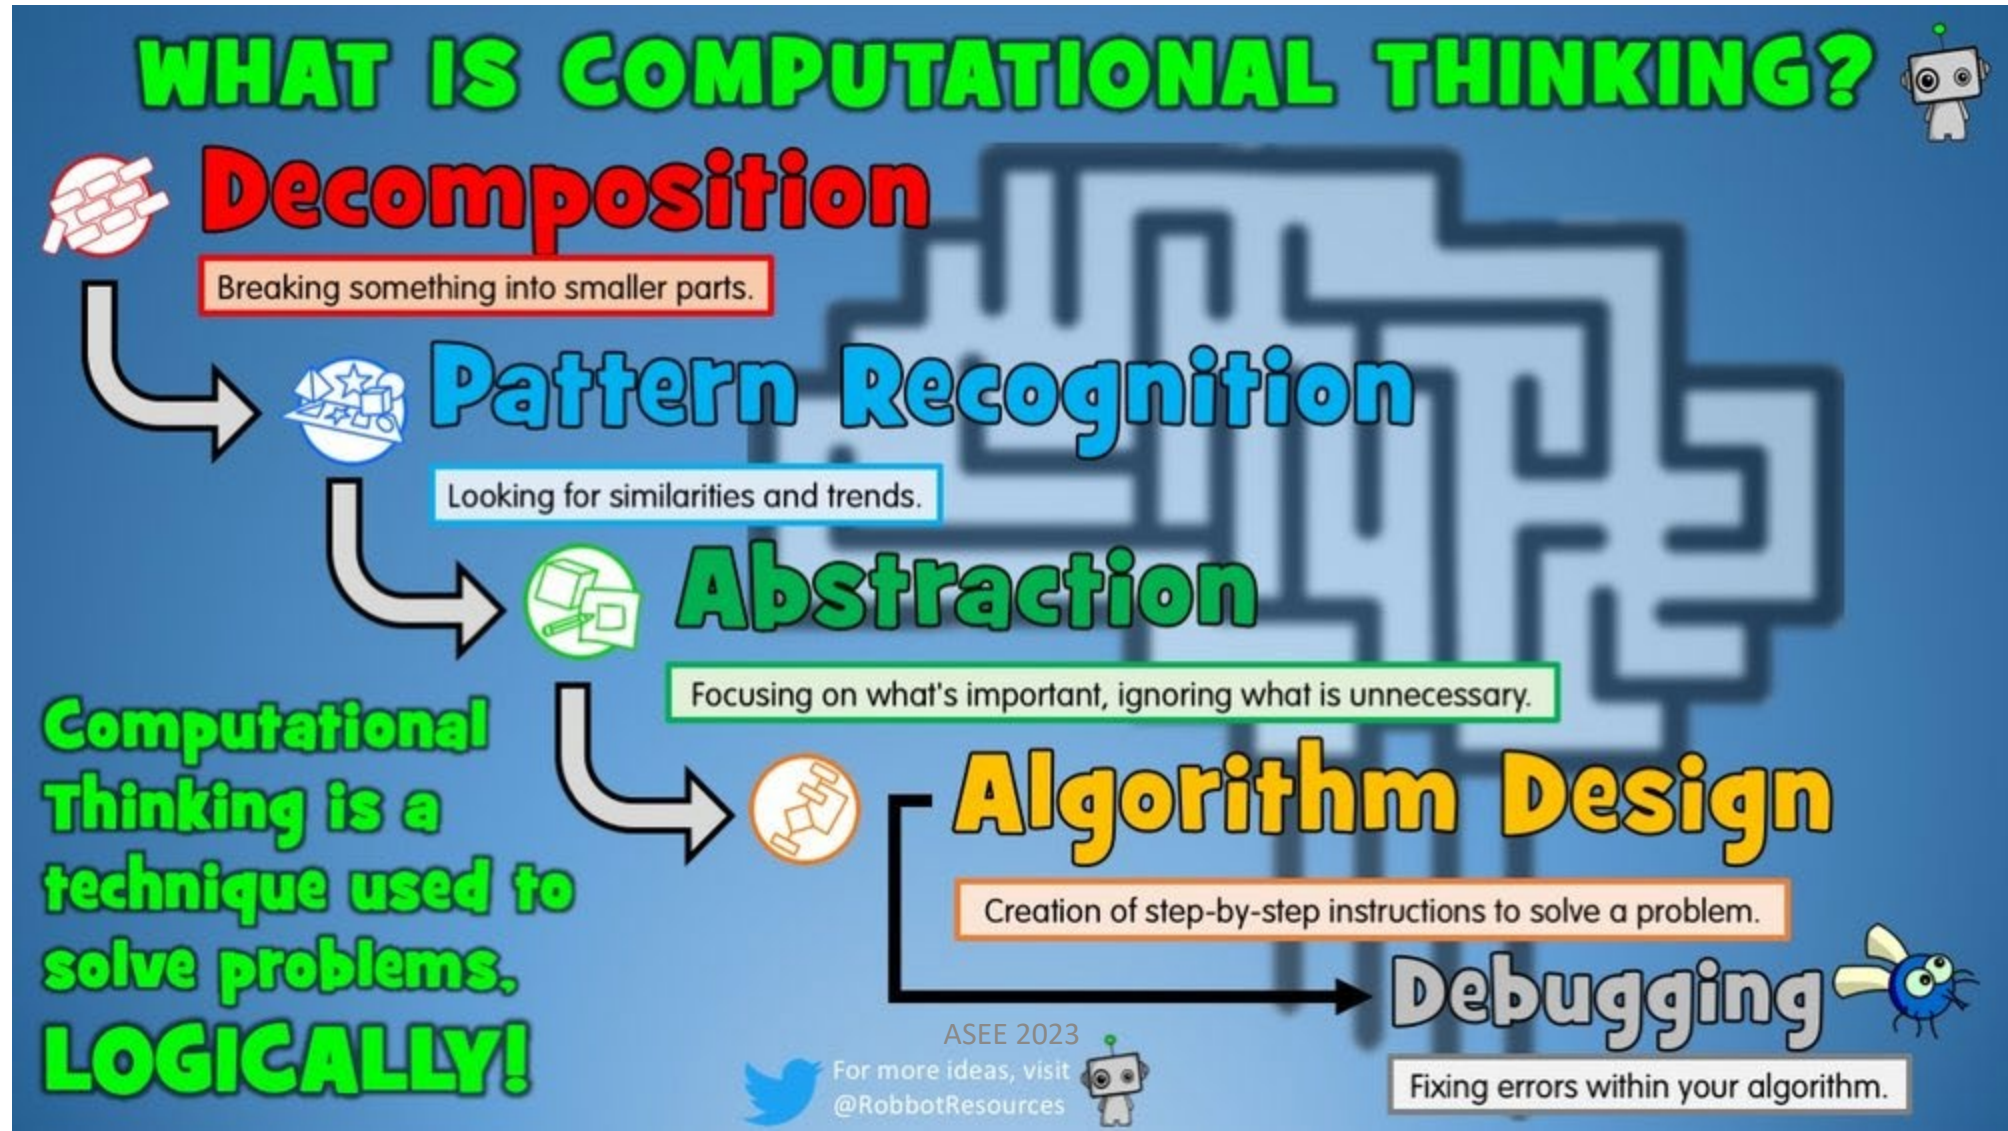 WHAT IS COMPUTATIONAL THINKING?
Decomposition
Breaking something into smaller parts.
Pattern Recognition
Looking for similarities and trends.
Abstraction
Focusing on what's important, ignoring what is unnecessary.
Algorithm Design
Creation of step-by-step instructions to solve a problem.
Debugging
Fixing errors within your algorithm.
Computational
Thinking is a
technique used to
solve problems,
LOGICALLY!
ASEE 2023
For more ideas, visit
@RobbotResources